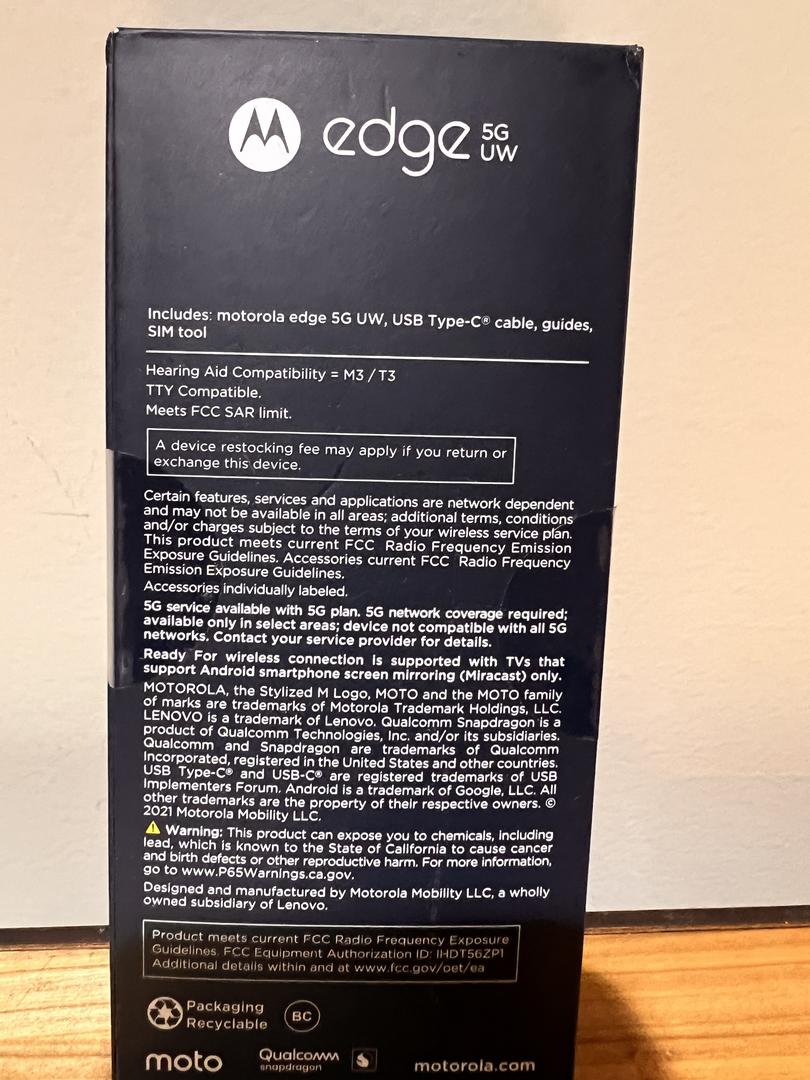 edge 5G UW
Includes: motorola edge 5G UW, USB Type-C® cable, guides,
SIM tool
Hearing Aid Compatibility = M3 / T3
TTY Compatible.
Meets FCC SAR limit.
A device restocking fee may apply if you return or
exchange this device.
Certain features, services and applications are network dependent
and may not be available in all areas; additional terms, conditions
and/or charges subject to the terms of your wireless service plan.
This product meets current FCC Radio Frequency Emission
Exposure Guidelines. Accessories current FCC Radio Frequency
Emission Exposure Guidelines.
Accessories individually labeled.
5G service available with 5G plan. 5G network coverage required;
available only in select areas; device not compatible with all 5G
networks. Contact your service provider for details.
Ready For wireless connection is supported with TVs that
support Android smartphone screen mirroring (Miracast) only.
MOTOROLA, the Stylized M Logo, MOTO and the MOTO family
of marks are trademarks of Motorola Trademark Holdings, LLC.
LENOVO is a trademark of Lenovo. Qualcomm Snapdragon is a
product of Qualcomm Technologies, Inc. and/or its subsidiaries.
Qualcomm and Snapdragon are trademarks of Qualcomm
Incorporated, registered in the United States and other countries.
USB Type-C® and USB-C® are registered trademarks of USB
Implementers Forum. Android is a trademark of Google, LLC. All
other trademarks are the property of their respective owners. ©
2021 Motorola Mobility LLC.
Warning: This product can expose you to chemicals, including
lead, which is known to the State of California to cause cancer
and birth defects or other reproductive harm. For more information,
go to www.P65Warnings.ca.gov.
Designed and manufactured by Motorola Mobility LLC, a wholly
owned subsidiary of Lenovo.
Product meets current FCC Radio Frequency Exposure
Guidelines. FCC Equipment Authorization ID: IHDT56ZP1
Additional details within and at www.fcc.gov/oet/ea
Packaging
Recyclable
BC
moto
Qualcomm
snapdragon
motorola.com